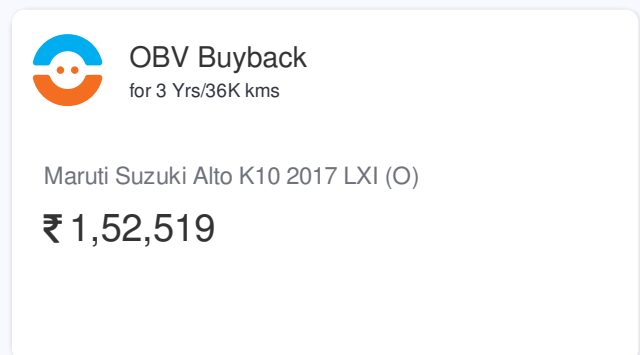 OBV Buyback
for 3 Yrs/36K kms
Maruti Suzuki Alto K10 2017 LXI (O)
₹ 1,52,519